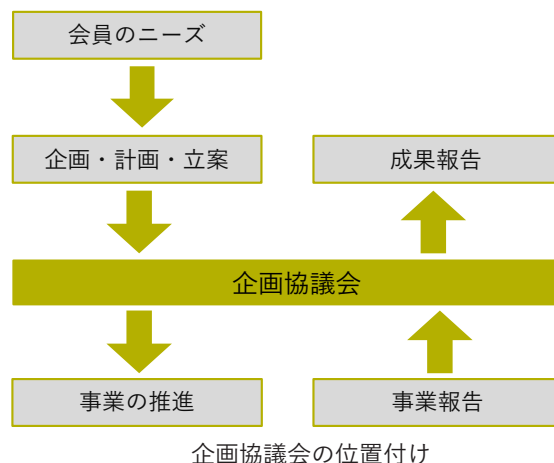 会員のニーズ
企画・計画・立案
成果報告
企画協議会
事業の推進
事業報告
企画協議会の位置付け